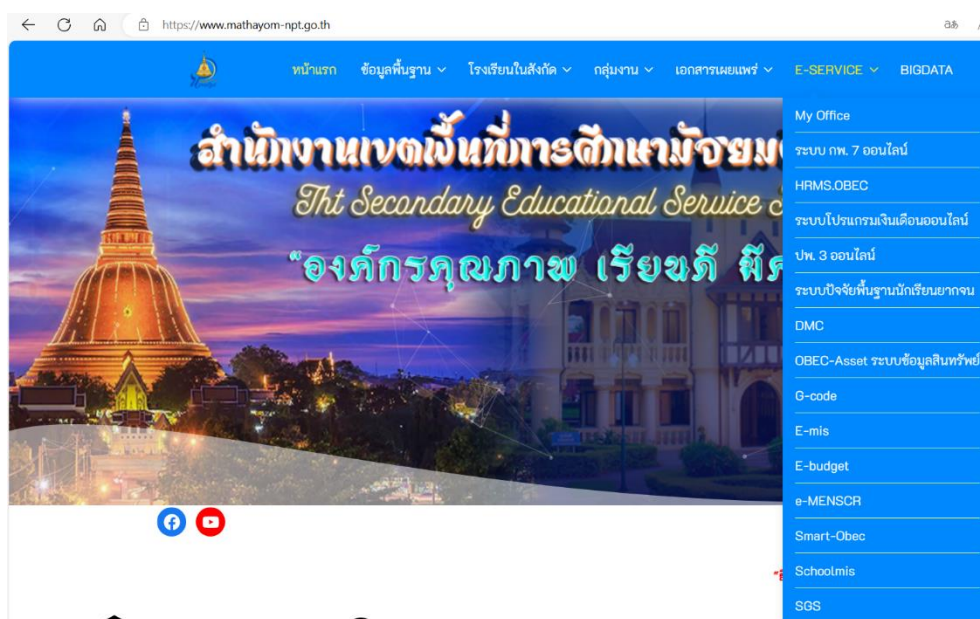 https://www.mathayom-npt.go.th
หน้าแรก ข้อมูลพื้นฐาน โรงเรียนในสังกัด กลุ่มงาน เอกสารเผยแพร่ E-SERVICE BIGDATA
สำนักงานเขตพื้นที่การศึกษามัธยม
Tht Secondary Educational Service
"องค์กรคุณภาพ เรียนดี มี
My Office
ระบบ กพ. 7 ออนไลน์
HRMS.OBEC
ระบบโปรแกรมเงินเดือนออนไลน์
ปพ. 3 ออนไลน์
ระบบปัจจัยพื้นฐานนักเรียนยากจน
DMC
OBEC-Asset ระบบข้อมูลสินทรัพย์
G-code
E-mis
E-budget
e-MENSCR
Smart-Obec
Schoolmis
SGS